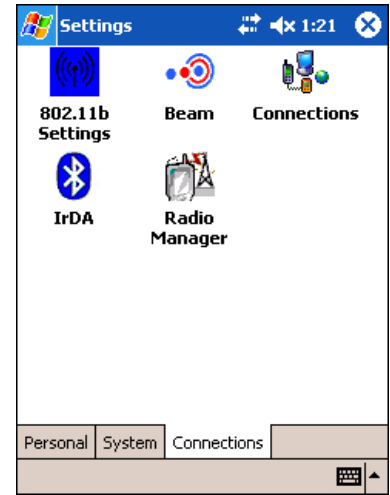 Settings 1:21
802.11b Beam Connections
Settings
IrDA Radio
Manager
Personal System Connections